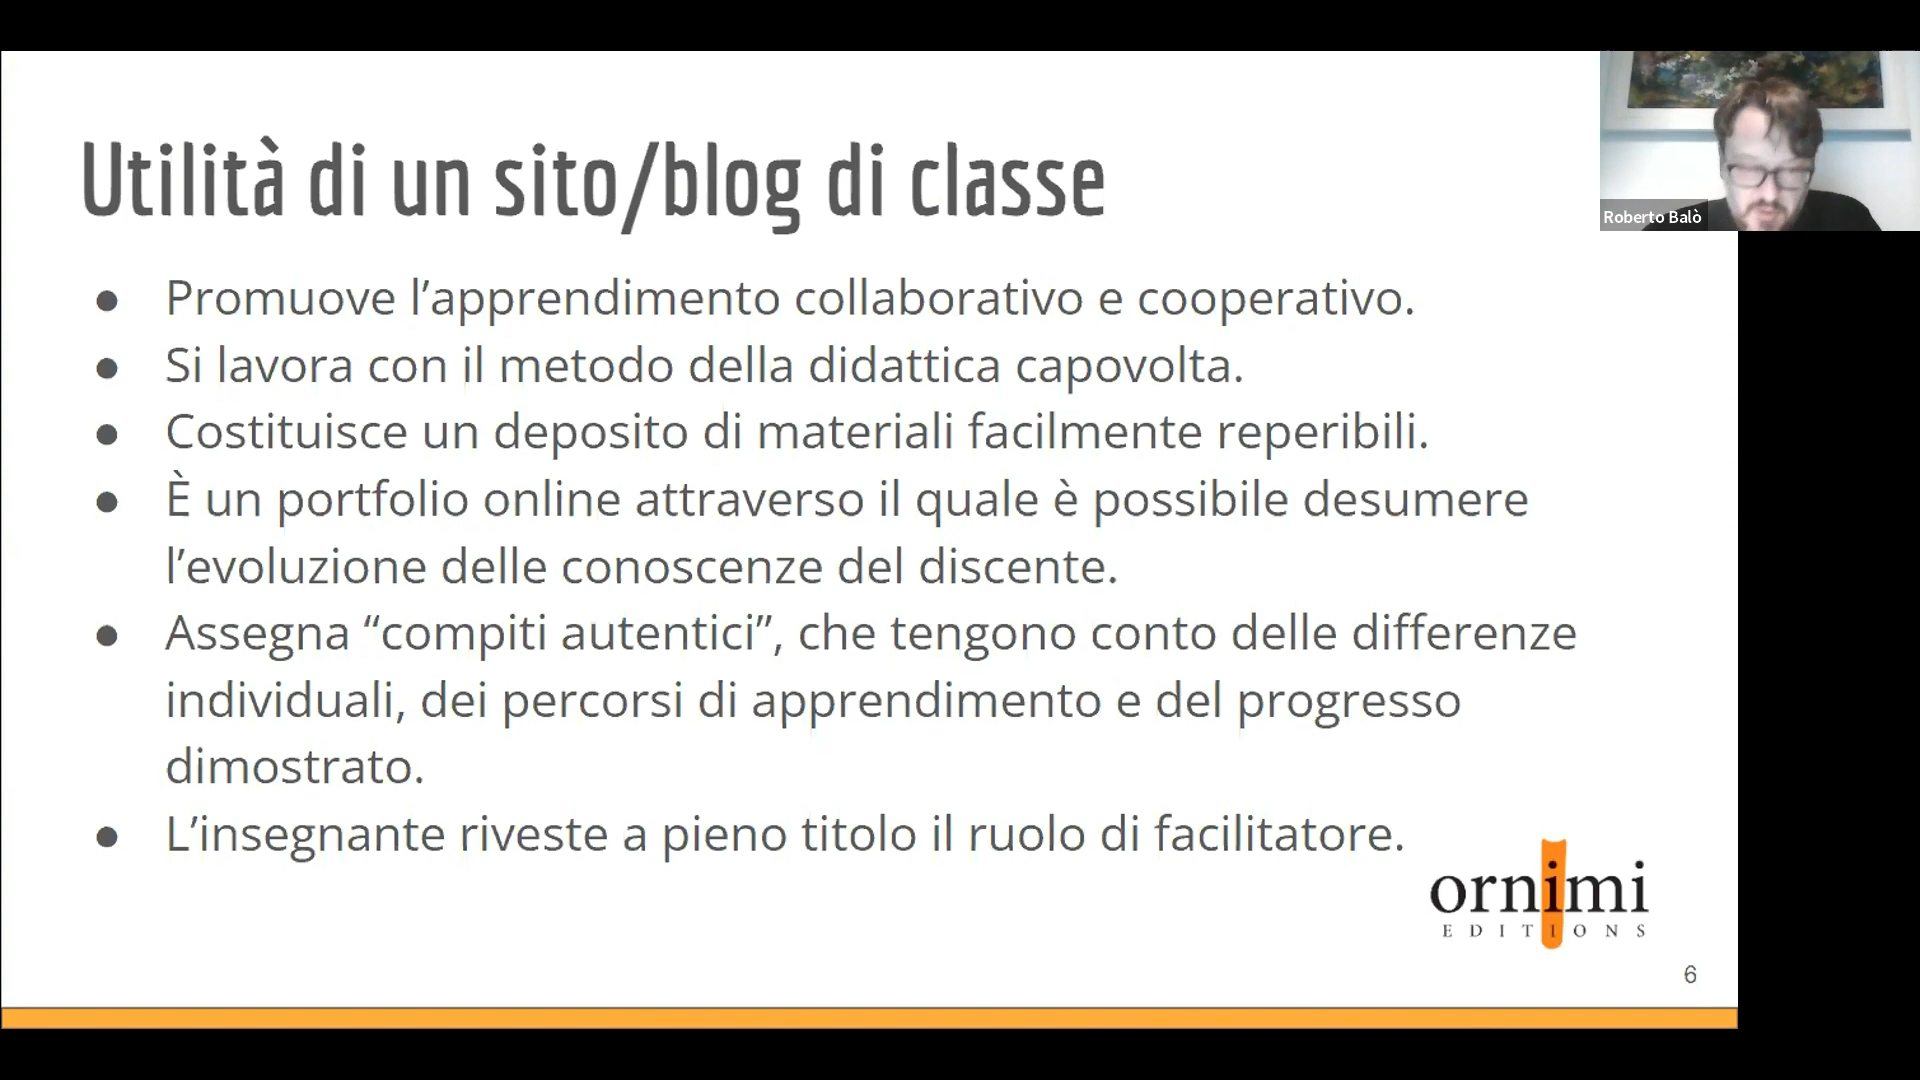 Utilità di un sito/blog di classe
Roberto Balò
● Promuove l’apprendimento collaborativo e cooperativo.
● Si lavora con il metodo della didattica capovolta.
● Costituisce un deposito di materiali facilmente reperibili.
● È un portfolio online attraverso il quale è possibile desumere
l’evoluzione delle conoscenze del discente.
● Assegna “compiti autentici”, che tengono conto delle differenze
individuali, dei percorsi di apprendimento e del progresso
dimostrato.
● L’insegnante riveste a pieno titolo il ruolo di facilitatore.
ornimi
EDITIONS
6